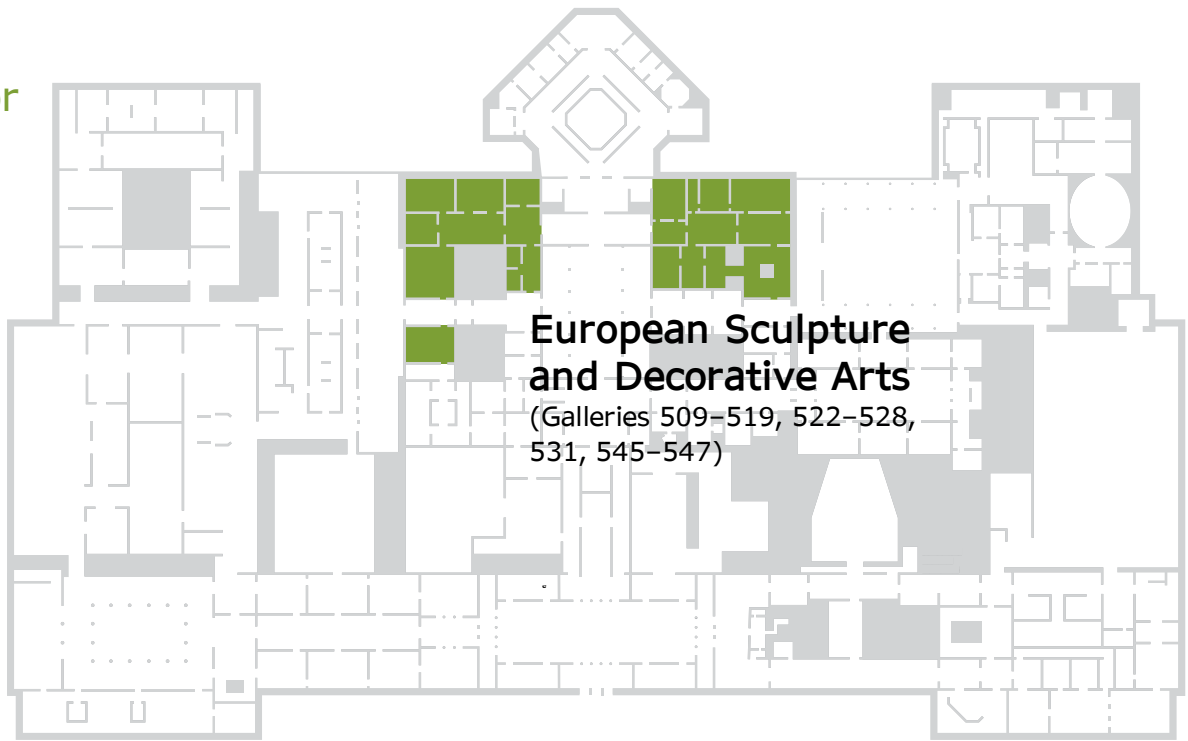 European Sculpture
and Decorative Arts
(Galleries 509–519, 522–528,
531, 545–547)